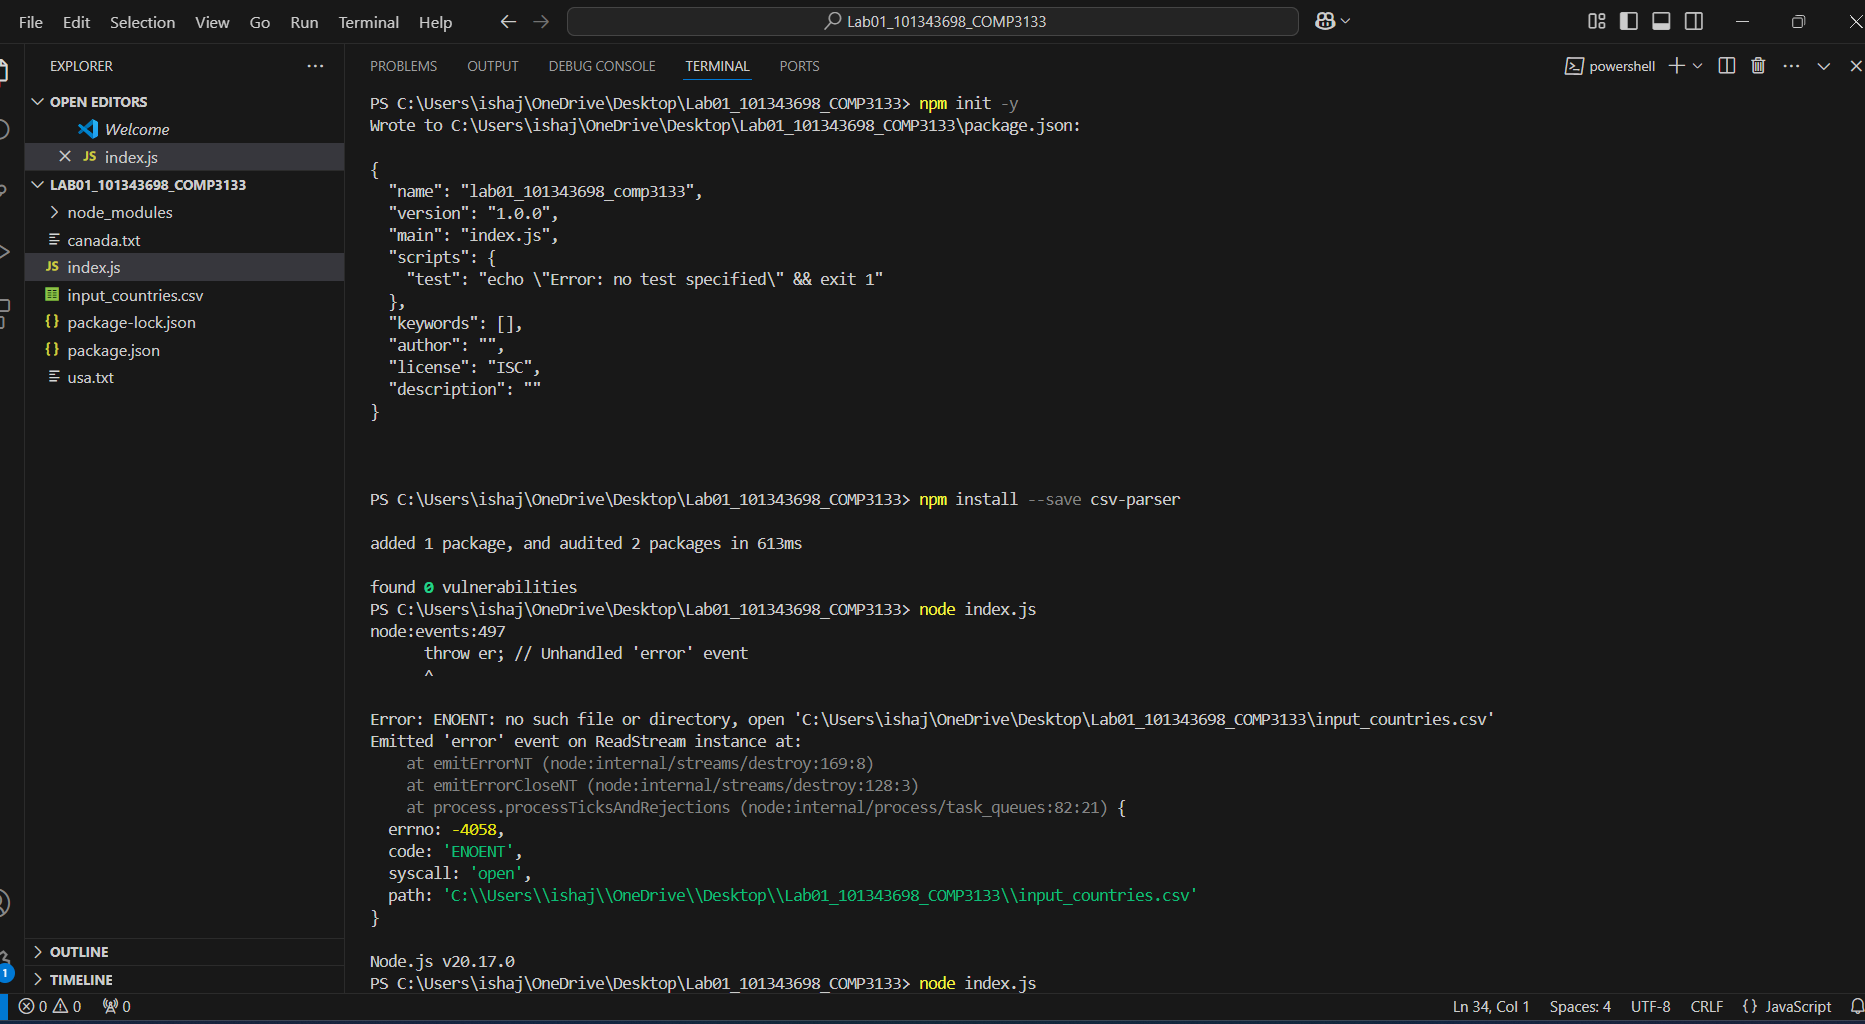 File Edit Selection View Go Run Terminal Help
Lab01_101343698_COMP3133
EXPLORER
OPEN EDITORS
Welcome
JS index.js
LAB01_101343698_COMP3133
node_modules
canada.txt
JS index.js
input_countries.csv
{} package-lock.json
{} package.json
usa.txt
OUTLINE
TIMELINE
PROBLEMS OUTPUT DEBUG CONSOLE TERMINAL PORTS
powershell
PS C:\Users\ishaj\OneDrive\Desktop\Lab01_101343698_COMP3133> npm init -y
Wrote to C:\Users\ishaj\OneDrive\Desktop\Lab01_101343698_COMP3133\package.json:
{
"name": "lab01_101343698_comp3133",
"version": "1.0.0",
"main": "index.js",
"scripts": {
"test": "echo \"Error: no test specified\" && exit 1"
},
"keywords": [],
"author": "",
"license": "ISC",
"description": ""
}
PS C:\Users\ishaj\OneDrive\Desktop\Lab01_101343698_COMP3133> npm install --save csv-parser
added 1 package, and audited 2 packages in 613ms
found 0 vulnerabilities
PS C:\Users\ishaj\OneDrive\Desktop\Lab01_101343698_COMP3133> node index.js
node:events:497
throw er; // Unhandled 'error' event
^
Error: ENOENT: no such file or directory, open 'C:\Users\ishaj\OneDrive\Desktop\Lab01_101343698_COMP3133\input_countries.csv'
Emitted 'error' event on ReadStream instance at:
at emitErrorNT (node:internal/streams/destroy:169:8)
at emitErrorCloseNT (node:internal/streams/destroy:128:3)
at process.processTicksAndRejections (node:internal/process/task_queues:82:21) {
errno: -4058,
code: 'ENOENT',
syscall: 'open',
path: 'C:\\Users\\ishaj\\OneDrive\\Desktop\\Lab01_101343698_COMP3133\\input_countries.csv'
}
Node.js v20.17.0
PS C:\Users\ishaj\OneDrive\Desktop\Lab01_101343698_COMP3133> node index.js
1
0 0 0
Ln 34, Col 1 Spaces: 4 UTF-8 CRLF {} JavaScript